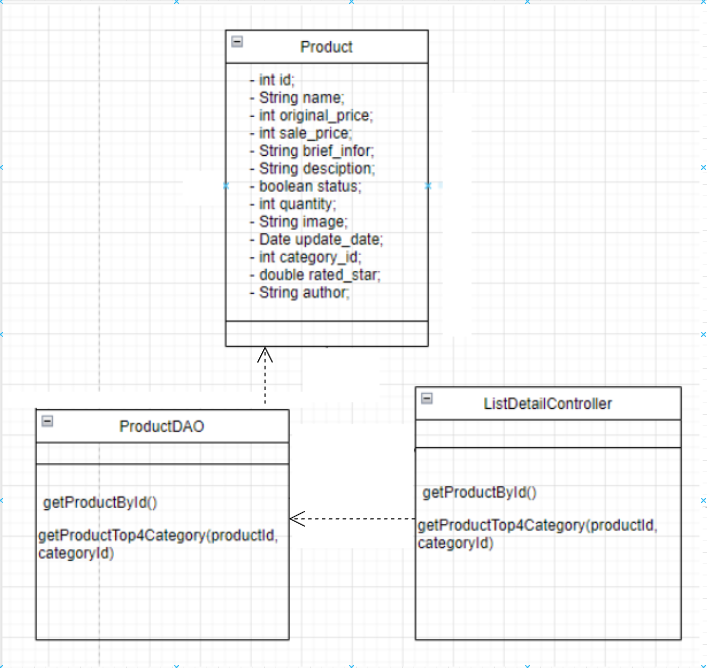 Product
- int id;
- String name;
- int original_price;
- int sale_price;
- String brief_infor;
- String desciption;
- boolean status;
- int quantity;
- String image;
- Date update_date;
- int category_id;
- double rated_star;
- String author;
ProductDAO
getProductById()
getProductTop4Category(productId,
categoryId)
ListDetailController
getProductById()
getProductTop4Category(productId,
categoryId)